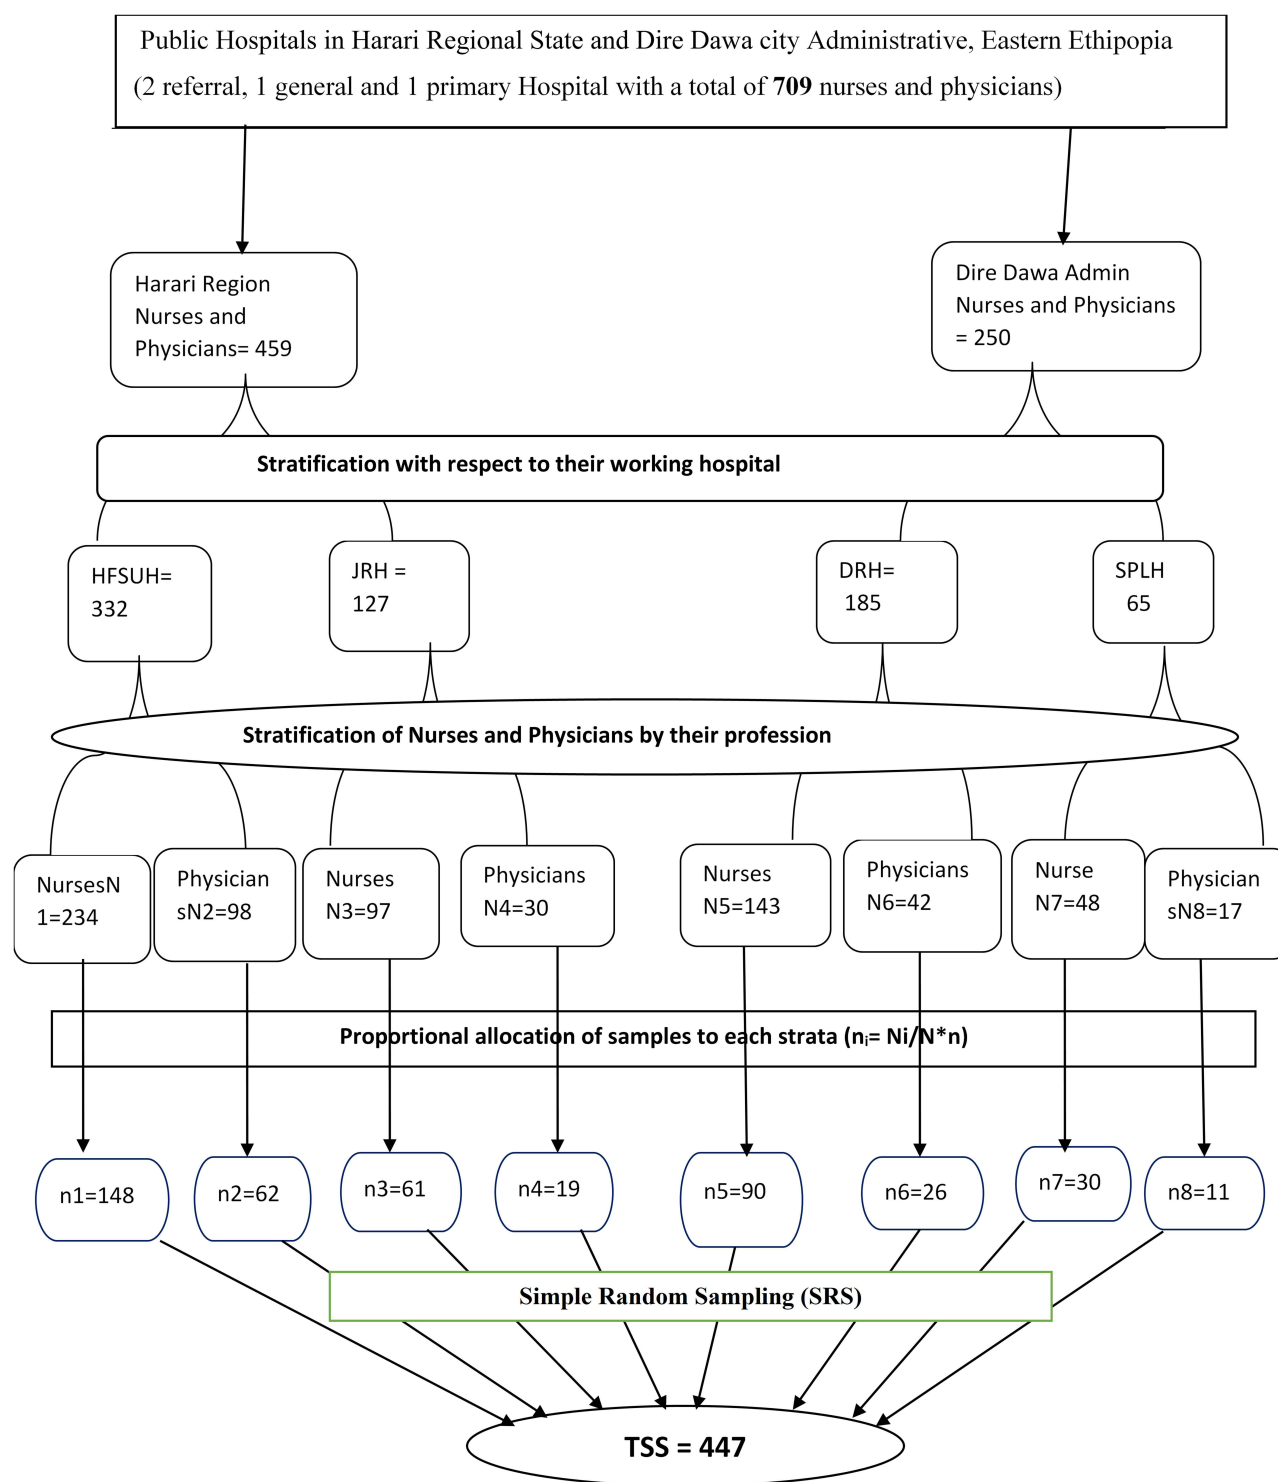 Public Hospitals in Harari Regional State and Dire Dawa city Administrative, Eastern Ethipopia
(2 referral, 1 general and 1 primary Hospital with a total of 709 nurses and physicians)
Harari Region
Nurses and
Physicians= 459
Dire Dawa Admin
Nurses and Physicians
= 250
Stratification with respect to their working hospital
HFSUH=
332
JRH =
127
DRH=
185
SPLH
65
Stratification of Nurses and Physicians by their profession
NursesN
1=234
Physician
sN2=98
Nurses
N3=97
Physicians
N4=30
Nurses
N5=143
Physicians
N6=42
Nurse
N7=48
Physician
sN8=17
Proportional allocation of samples to each strata (nᵢ= Ni/N*n)
n1=148
n2=62
n3=61
n4=19
n5=90
n6=26
n7=30
n8=11
Simple Random Sampling (SRS)
TSS = 447